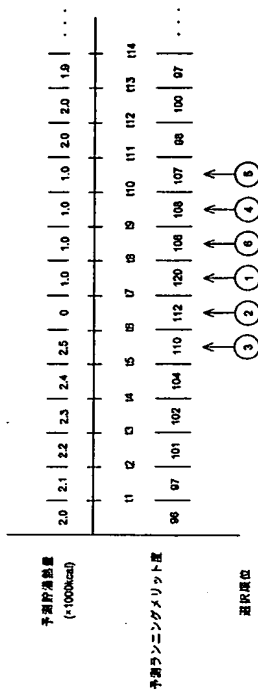 予測貯湯熱量 2.0 2.1 2.2 2.3 2.4 2.5 0 1.0 1.0 1.0 1.0 2.0 2.0 1.9 ・・・
(×1000kcal)
t1 t2 t3 t4 t5 t6 t7 t8 t9 t10 t11 t12 t13 t14
予測ランニングメリット度 96 97 101 102 104 110 112 120 106 108 107 98 100 97 ・・・
選択順位 ③ ② ① ⑥ ④ ⑤